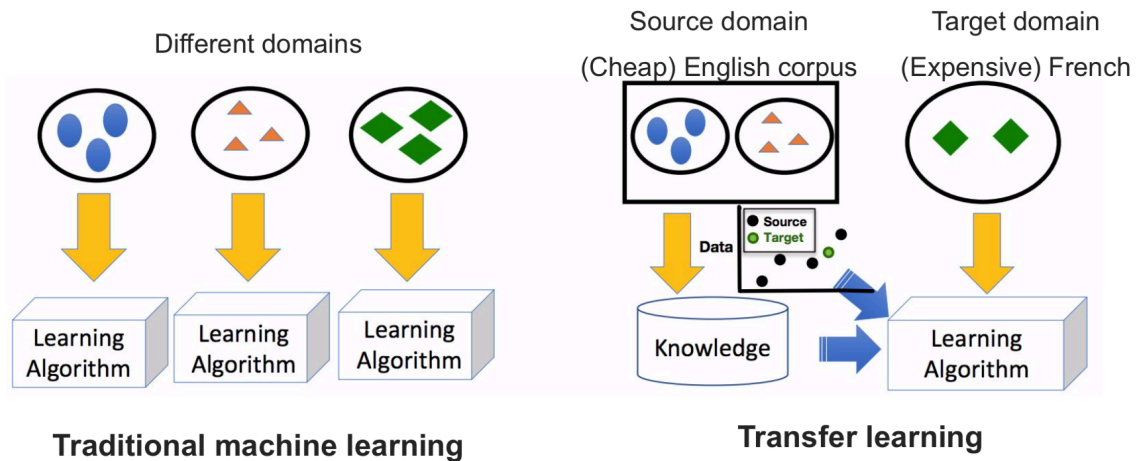 Different domains
Learning
Algorithm
Learning
Algorithm
Learning
Algorithm
Traditional machine learning
Source domain
(Cheap) English corpus
Target domain
(Expensive) French
Source
Target
Data
Knowledge
Learning
Algorithm
Transfer learning